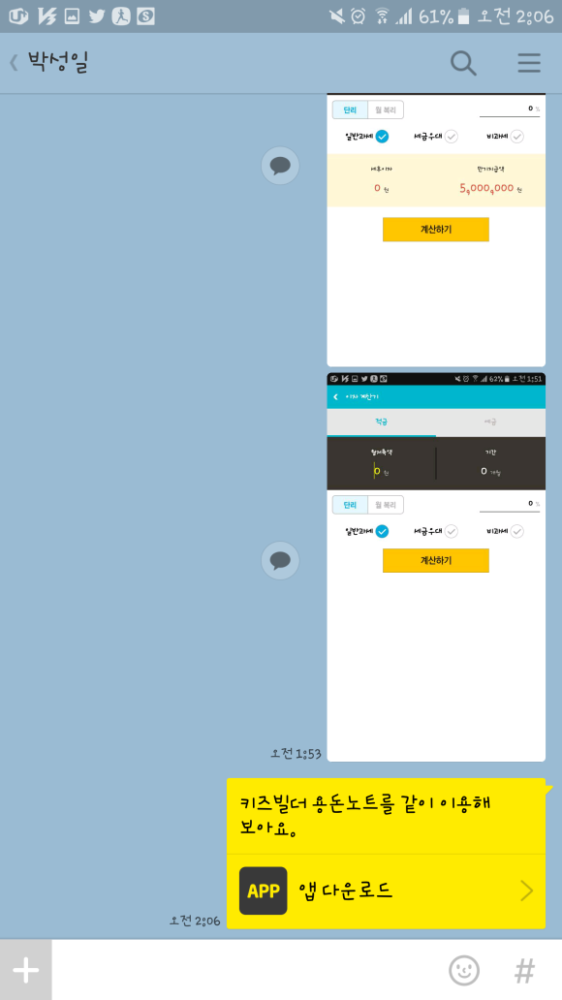 61% 오전 2:06
박성일
단리 월 복리 0 %
일반과세 세금우대 비과세
세후이자 만기지급액
0 원 5,000,000 원
계산하기
62% 오전 1:51
이자 계산기
적금 예금
월저축액 기간
0 원 0 개월
단리 월 복리 0 %
일반과세 세금우대 비과세
계산하기
오전 1:53
키즈빌더 용돈노트를 같이 이용해
보아요.
APP 앱 다운로드
오전 2:06
#